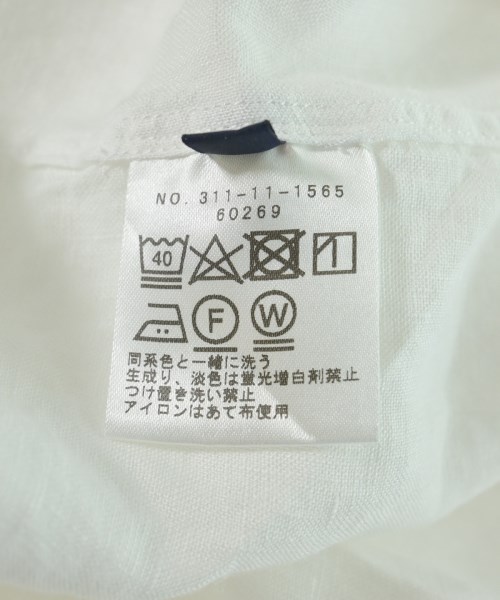 NO. 311-11-1565
60269
40
F W
同系色と一緒に洗う
生成り、淡色は蛍光増白剤禁止
つけ置き洗い禁止
アイロンはあて布使用